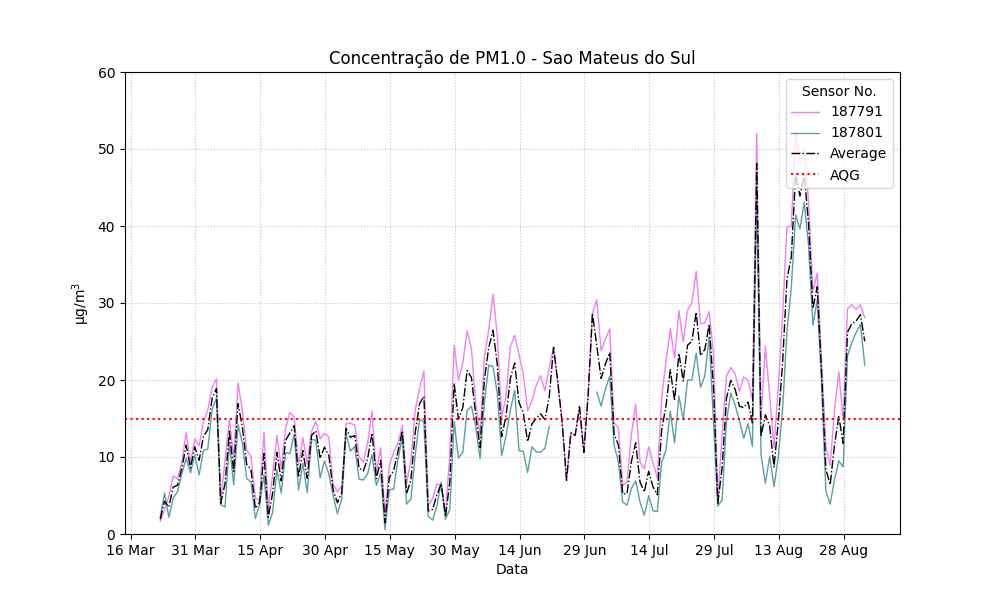 Concentração de PM1.0 - Sao Mateus do Sul
60
50
40
30
20
10
0
µg/m³
Sensor No.
187791
187801
Average
AQG
16 Mar 31 Mar 15 Apr 30 Apr 15 May 30 May 14 Jun 29 Jun 14 Jul 29 Jul 13 Aug 28 Aug
Data